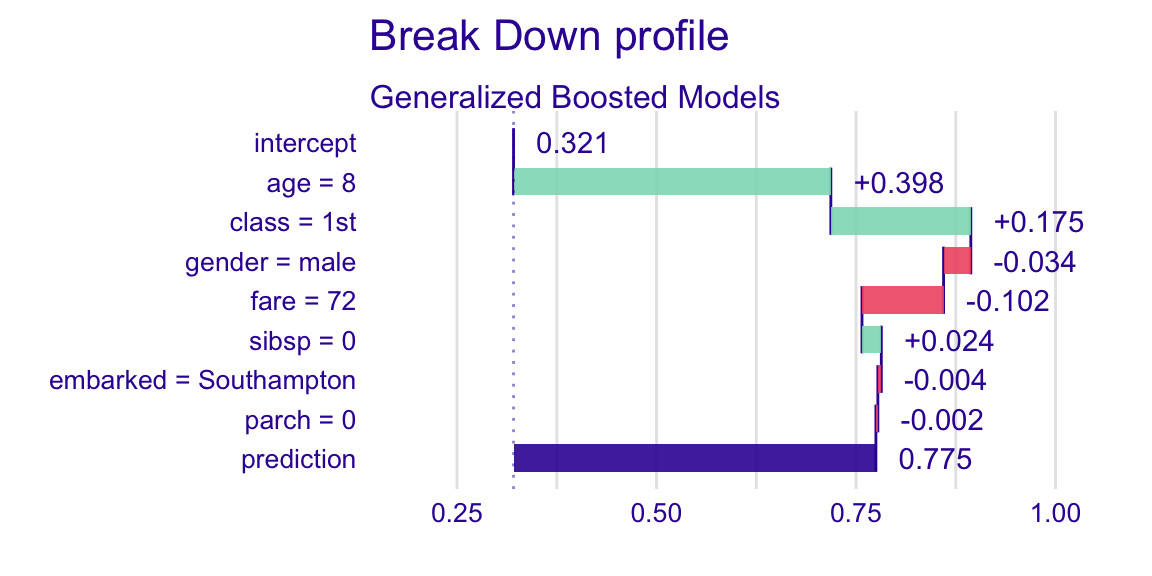 Break Down profile
Generalized Boosted Models
intercept 0.321
age = 8 +0.398
class = 1st +0.175
gender = male -0.034
fare = 72 -0.102
sibsp = 0 +0.024
embarked = Southampton -0.004
parch = 0 -0.002
prediction 0.775
0.25 0.50 0.75 1.00